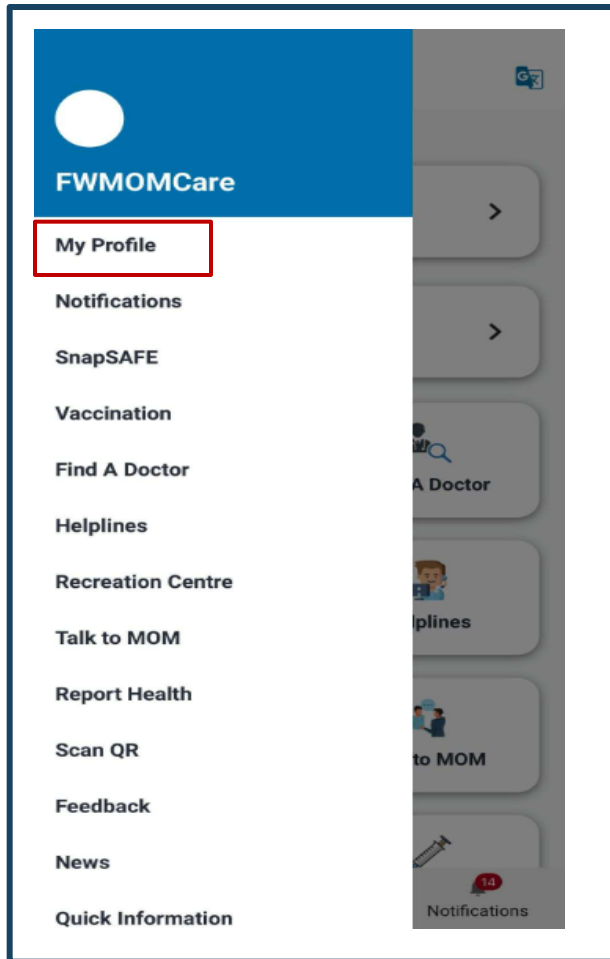 FWMOMCare
My Profile
Notifications
SnapSAFE
Vaccination
Find A Doctor
A Doctor
Helplines
lplines
Recreation Centre
Talk to MOM
Report Health
Scan QR
to MOM
Feedback
News
14
Quick Information
Notifications